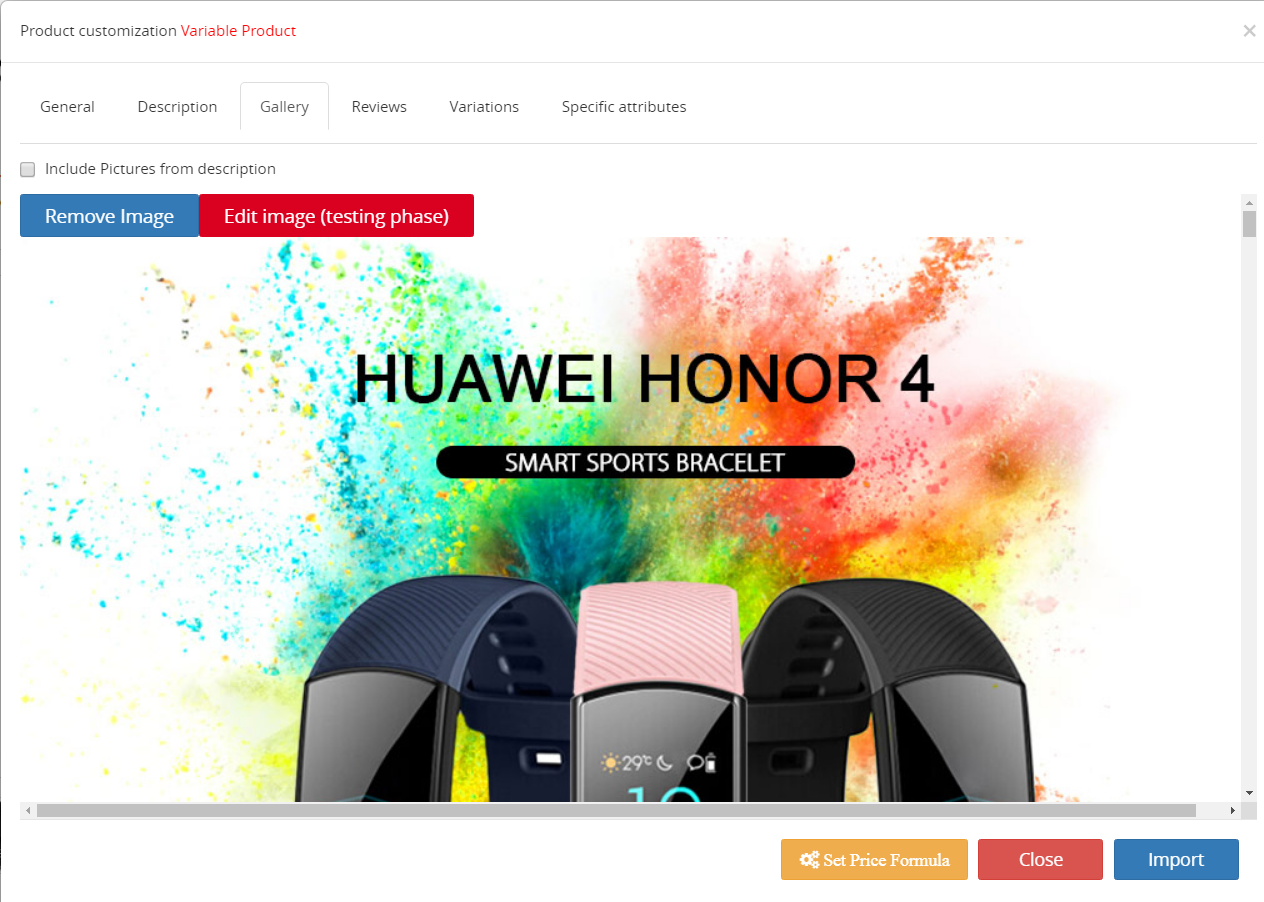 Product customization Variable Product ×
General Description Gallery Reviews Variations Specific attributes
Include Pictures from description
Remove Image Edit image (testing phase)
HUAWEI HONOR 4
SMART SPORTS BRACELET
29°C
Set Price Formula Close Import